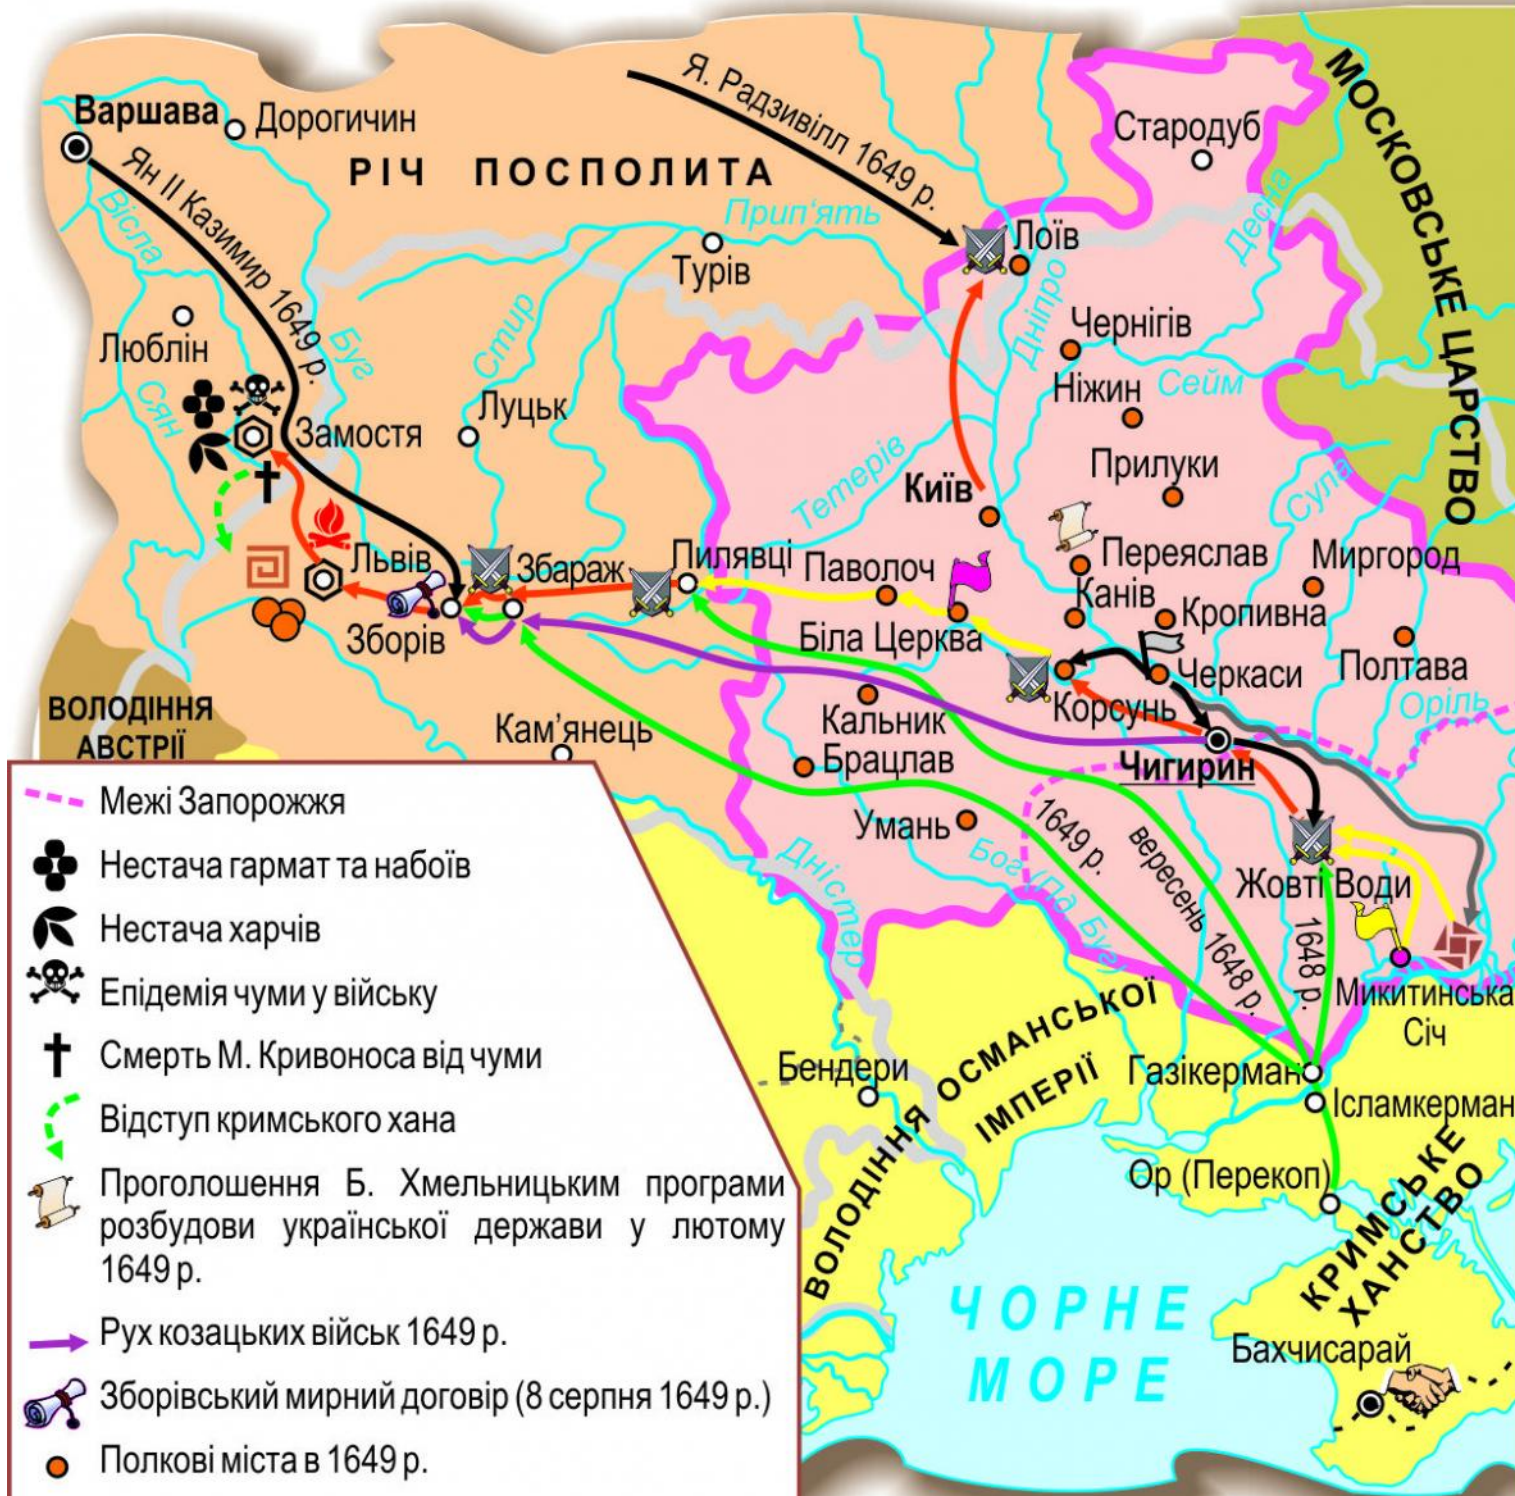 Варшава
Дорогичин
РІЧ ПОСПОЛИТА
Я. Радзивілл 1649 р.
Ян II Казимир 1649 р.
Стародуб
МОСКОВСЬКЕ ЦАРСТВО
Вісла
Прип'ять
Десна
Лоїв
Турів
Дніпро
Люблін
Буг
Стир
Чернігів
Сейм
Сян
Луцьк
Ніжин
Замостя
Прилуки
Тетерів
Київ
Сула
Львів
Збараж
Пилявці
Паволоч
Переяслав
Миргород
Канів
Кропивна
Зборів
Біла Церква
Черкаси
Полтава
Оріль
Корсунь
ВОЛОДІННЯ
АВСТРІЇ
Кам’янець
Кальник
Брацлав
Чигирин
Умань
1649 р.
вересень 1648 р.
1648 р.
Жовті Води
Дністер
Бог (Пд. Буг)
Микитинська
Січ
Бендери
ВОЛОДІННЯ ОСМАНСЬКОЇ
ІМПЕРІЇ
Газікерман
Ісламкерман
Ор (Перекоп)
КРИМСЬКЕ
ХАНСТВО
ЧОРНЕ
МОРЕ
Бахчисарай
Межі Запорожжя
Нестача гармат та набоїв
Нестача харчів
Епідемія чуми у війську
Смерть М. Кривоноса від чуми
Відступ кримського хана
Проголошення Б. Хмельницьким програми
розбудови української держави у лютому
1649 р.
Рух козацьких військ 1649 р.
Зборівський мирний договір (8 серпня 1649 р.)
Полкові міста в 1649 р.